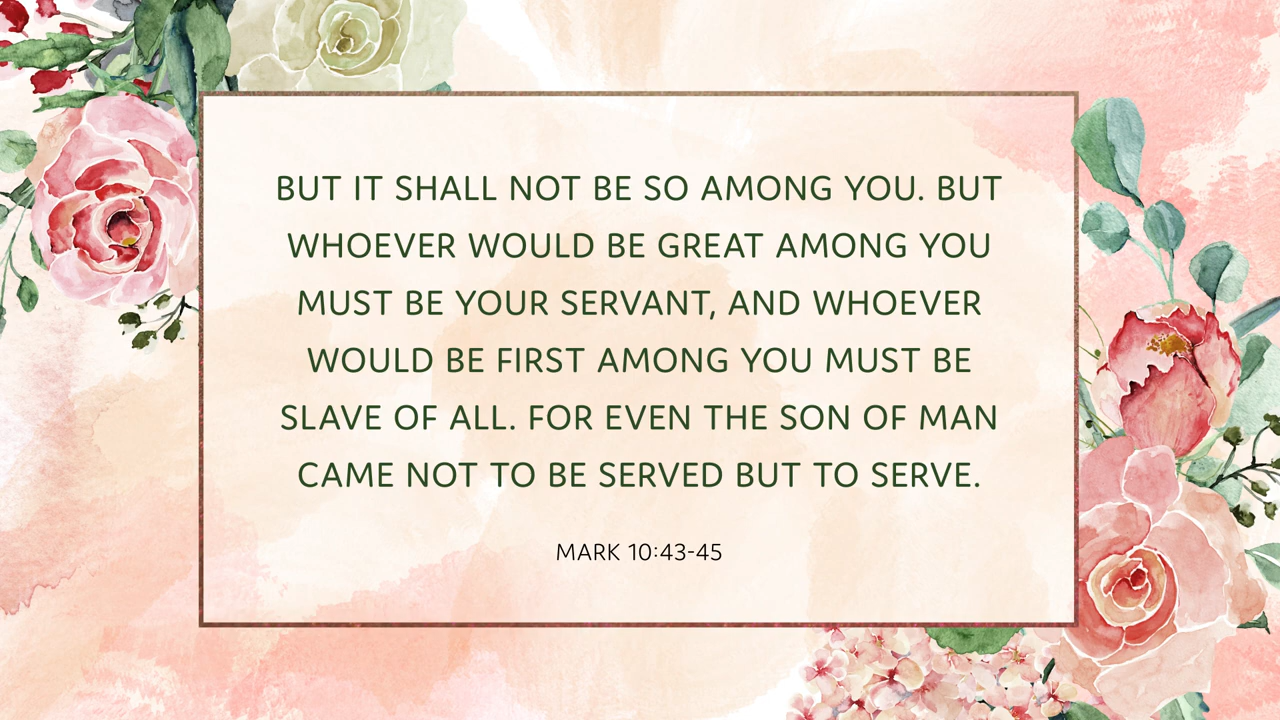 BUT IT SHALL NOT BE SO AMONG YOU. BUT
WHOEVER WOULD BE GREAT AMONG YOU
MUST BE YOUR SERVANT, AND WHOEVER
WOULD BE FIRST AMONG YOU MUST BE
SLAVE OF ALL. FOR EVEN THE SON OF MAN
CAME NOT TO BE SERVED BUT TO SERVE.
MARK 10:43-45